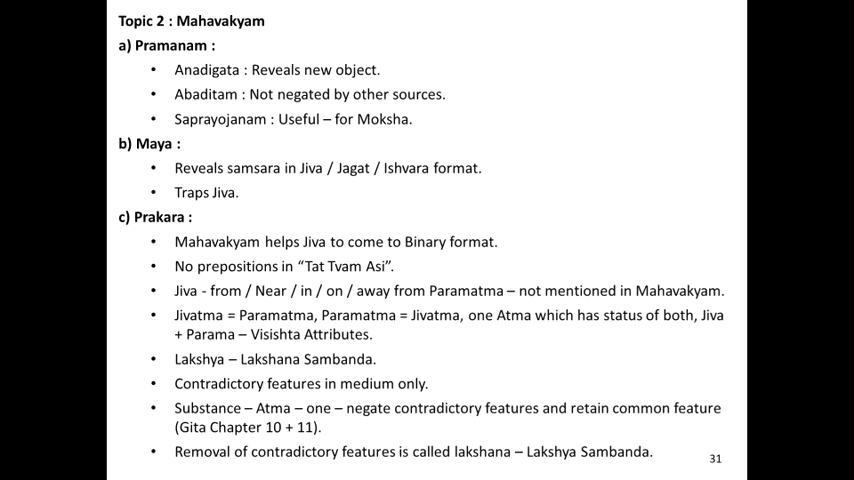 Topic 2 : Mahavakyam
a) Pramanam :
• Anadigata : Reveals new object.
• Abaditam : Not negated by other sources.
• Saprayojanam : Useful – for Moksha.
b) Maya :
• Reveals samsara in Jiva / Jagat / Ishvara format.
• Traps Jiva.
c) Prakara :
• Mahavakyam helps Jiva to come to Binary format.
• No prepositions in “Tat Tvam Asi”.
• Jiva - from / Near / in / on / away from Paramatma – not mentioned in Mahavakyam.
• Jivatma = Paramatma, Paramatma = Jivatma, one Atma which has status of both, Jiva
+ Parama – Visishta Attributes.
• Lakshya – Lakshana Sambanda.
• Contradictory features in medium only.
• Substance – Atma – one – negate contradictory features and retain common feature
(Gita Chapter 10 + 11).
• Removal of contradictory features is called lakshana – Lakshya Sambanda.
31